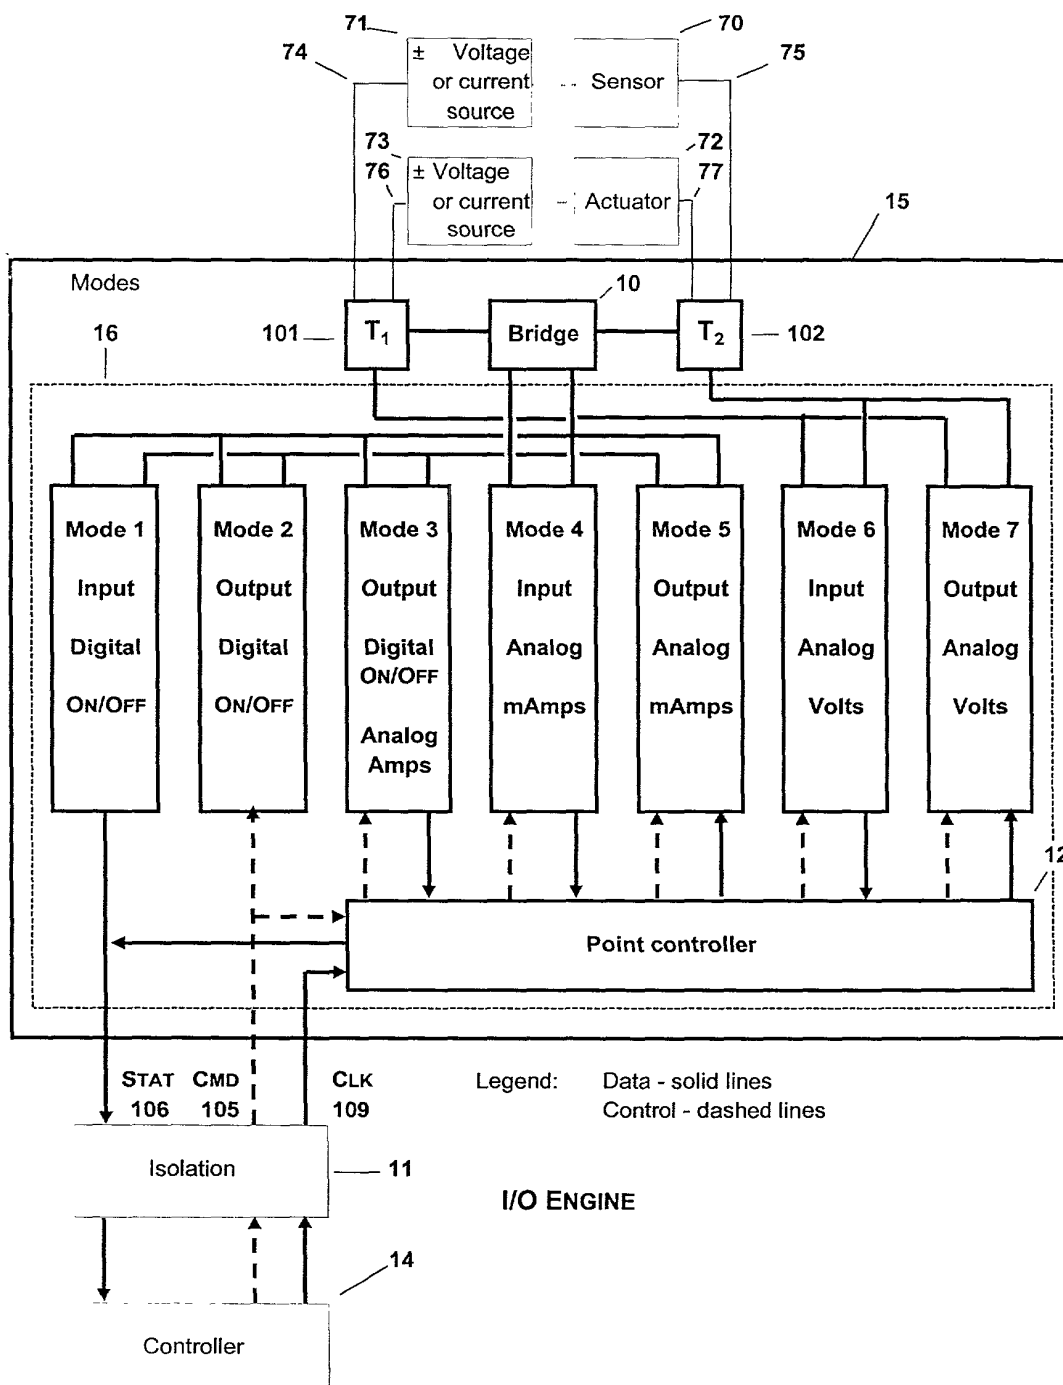 71
70
74
± Voltage
or current
source
Sensor
75
73
72
76
± Voltage
or current
source
Actuator
77
15
Modes
10
16
101
T₁
Bridge
T₂
102
Mode 1
Input
Digital
ON/OFF
Mode 2
Output
Digital
ON/OFF
Mode 3
Output
Digital
ON/OFF
Analog
Amps
Mode 4
Input
Analog
mAmps
Mode 5
Output
Analog
mAmps
Mode 6
Input
Analog
Volts
Mode 7
Output
Analog
Volts
12
Point controller
STAT CMD CLK
106 105 109
Legend: Data - solid lines
Control - dashed lines
Isolation
11
I/O ENGINE
14
Controller